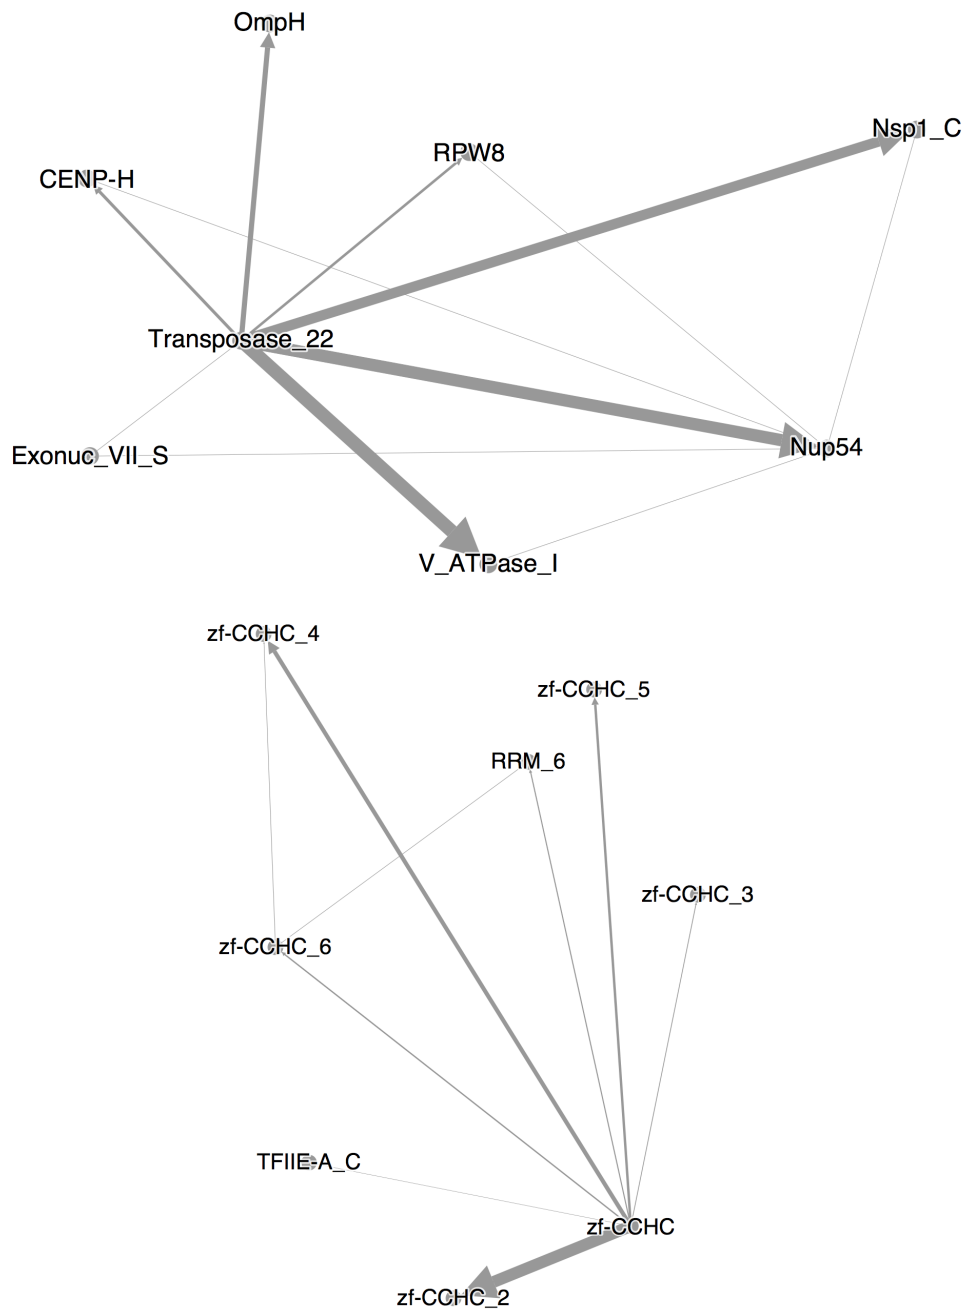 OmpH
Nsp1_C
RPW8
CENP-H
Transposase_22
Nup54
Exonuc_VII_S
V_ATPase_I
zf-CCHC_4
zf-CCHC_5
RRM_6
zf-CCHC_3
zf-CCHC_6
TFIIE-A_C
zf-CCHC
zf-CCHC_2